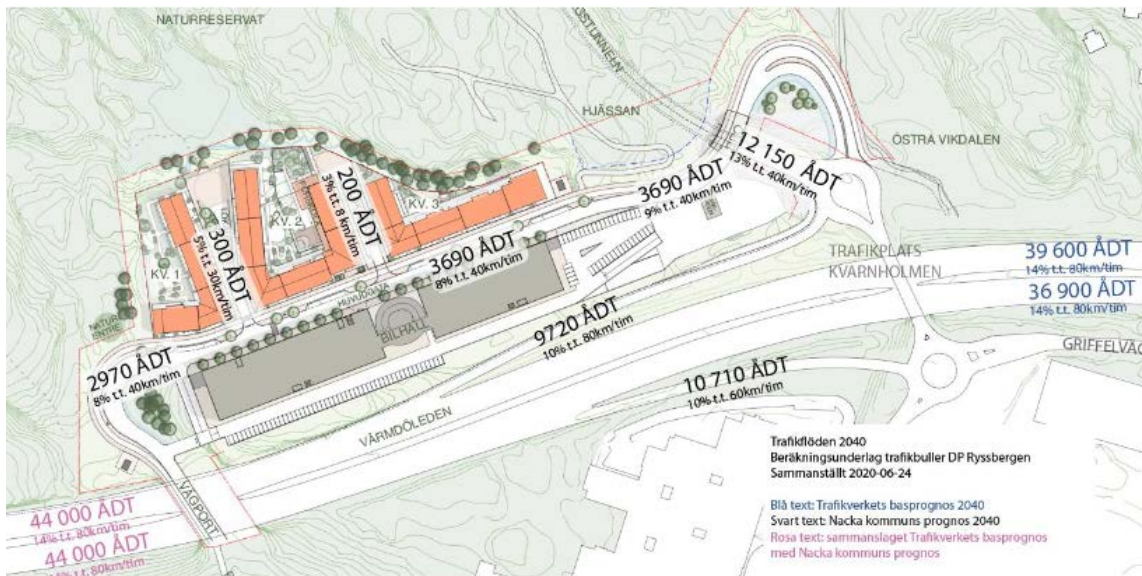 NATURRESERVAT
HJÄSSAN
ÖSTRA VIKDALEN
12 150 ÅDT
13% t.t. 40km/tim
3690 ÅDT
9% t.t. 40km/tim
200 ÅDT
3% t.t. 8 km/tim
KV. 3
KV. 2
KV. 1
300 ÅDT
5% t.t. 30km/tim
3690 ÅDT
8% t.t. 40km/tim
HUVUDGATA
BILHALL
TRAFIKPLATS
KVARNHOLMEN
39 600 ÅDT
14% t.t. 80km/tim
36 900 ÅDT
14% t.t. 80km/tim
GRIFFELVÄG
9720 ÅDT
10% t.t. 80km/tim
10 710 ÅDT
10% t.t. 60km/tim
2970 ÅDT
8% t.t. 40km/tim
VÄRMDÖLEDEN
VÄGPORT
44 000 ÅDT
14% t.t. 80km/tim
44 000 ÅDT
t.t. 80km/tim
Trafikflöden 2040
Beräkningsunderlag trafikbuller DP Ryssbergen
Sammanställt 2020-06-24
Blå text: Trafikverkets basprognos 2040
Svart text: Nacka kommuns prognos 2040
Rosa text: sammanslaget Trafikverkets basprognos
med Nacka kommuns prognos